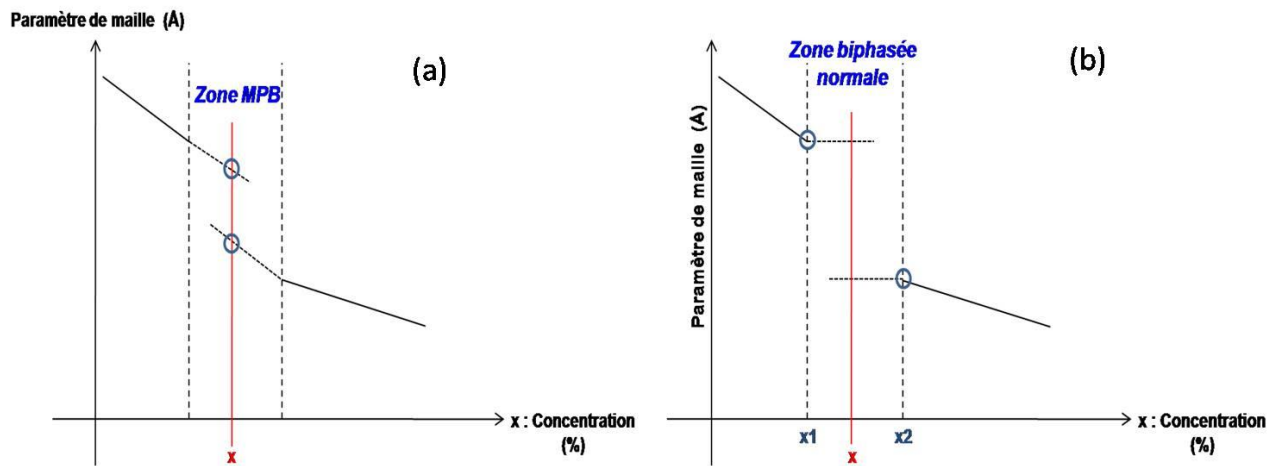 Paramètre de maille (Å)
(a)
Zone MPB
x : Concentration
(%)
x
Zone biphasée
normale
(b)
Paramètre de maille (Å)
x : Concentration
(%)
x1
x2
x